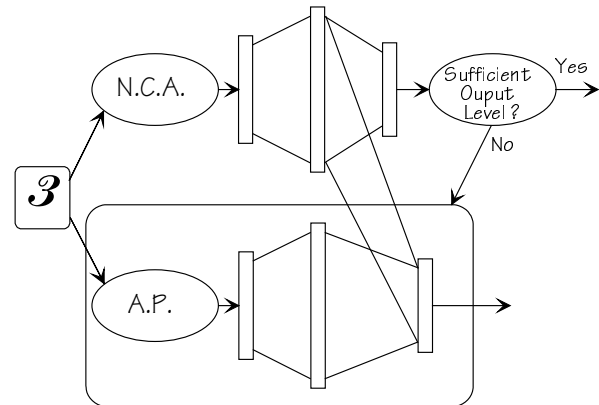 N.C.A.
Sufficient
Ouput
Level?
Yes
No
3
A.P.